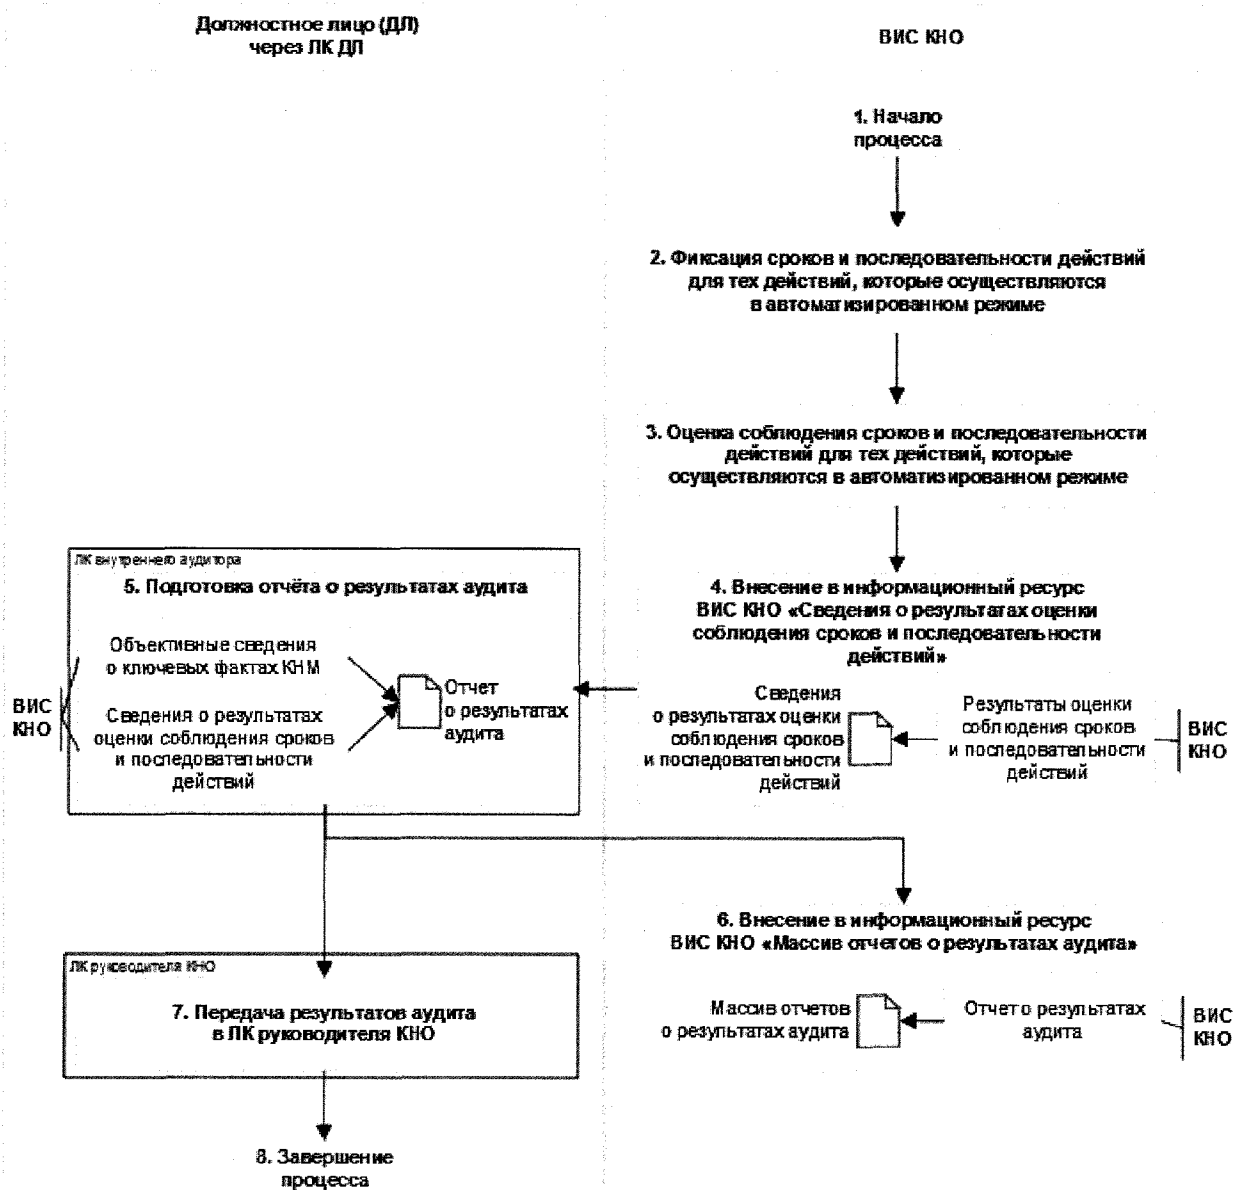 Должностное лицо (ДЛ)
через ЛК ДЛ
ВИС КНО
1. Начало
процесса
2. Фиксация сроков и последовательности действий
для тех действий, которые осуществляются
в автоматизированном режиме
3. Оценка соблюдения сроков и последовательности
действий для тех действий, которые
осуществляются в автоматизированном режиме
4. Внесение в информационный ресурс
ВИС КНО «Сведения о результатах оценки
соблюдения сроков и последовательности
действий»
Сведения
о результатах оценки
соблюдения сроков
и последовательности
действий
Результаты оценки
соблюдения сроков
и последовательности
действий
ВИС
КНО
ЛК внутреннего аудитора
5. Подготовка отчёта о результатах аудита
Объективные сведения
о ключевых фактах КНМ
Сведения о результатах
оценки соблюдения сроков
и последовательности
действий
ВИС
КНО
Отчет
о результатах
аудита
6. Внесение в информационный ресурс
ВИС КНО «Массив отчетов о результатах аудита»
Массив отчетов
о результатах аудита
Отчет о результатах
аудита
ВИС
КНО
ЛК руководителя КНО
7. Передача результатов аудита
в ЛК руководителя КНО
8. Завершение
процесса